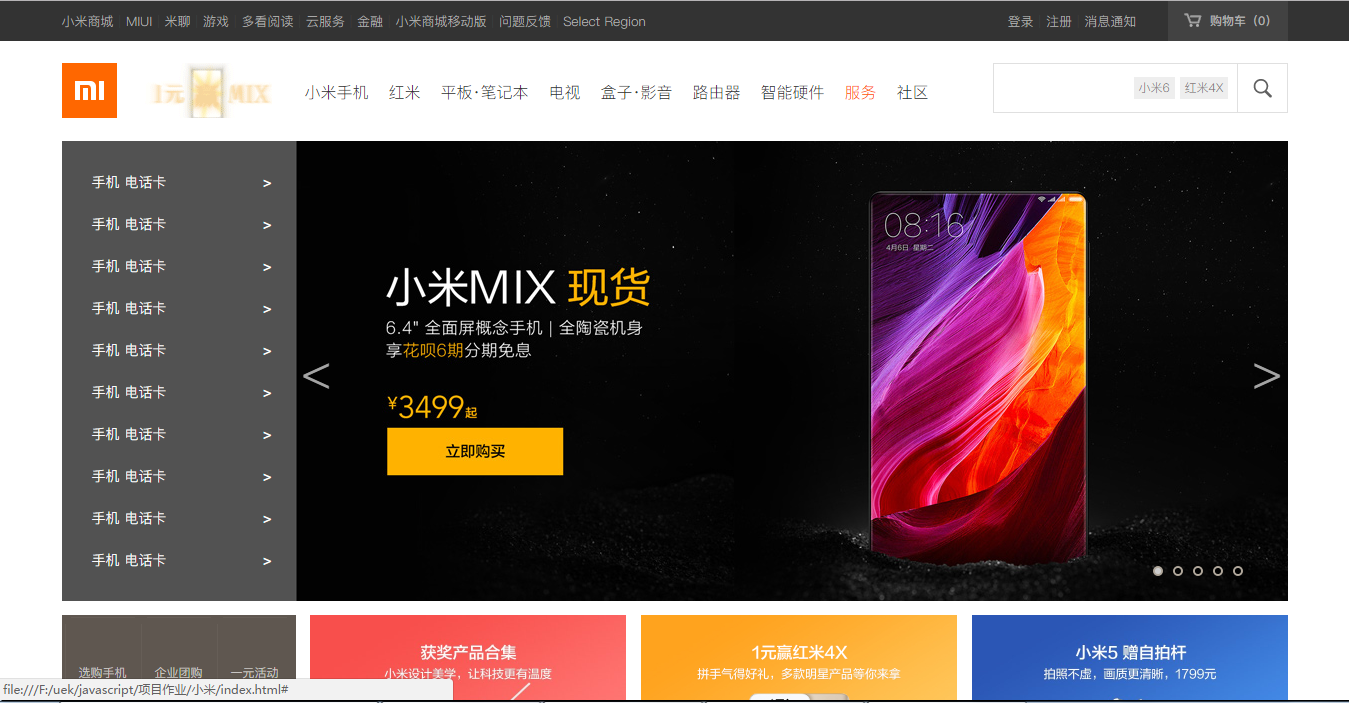 小米商城 MIUI 米聊 游戏 多看阅读 云服务 金融 小米商城移动版 问题反馈 Select Region 登录 注册 消息通知 购物车（0）
mi 1元 赢 MIX 小米手机 红米 平板·笔记本 电视 盒子·影音 路由器 智能硬件 服务 社区 小米6 红米4X
手机 电话卡 >
手机 电话卡 >
手机 电话卡 >
手机 电话卡 >
手机 电话卡 >
手机 电话卡 >
手机 电话卡 >
手机 电话卡 >
手机 电话卡 >
手机 电话卡 >
<
小米MIX 现货
6.4" 全面屏概念手机 | 全陶瓷机身
享花呗6期分期免息
¥3499起
立即购买
08:16
4月6日 星期二
>
选购手机 企业团购 一元活动
获奖产品合集
小米设计美学，让科技更有温度
1元赢红米4X
拼手气得好礼，多款明星产品等你来拿
小米5 赠自拍杆
拍照不虚，画质更清晰，1799元
file:///F:/uek/javascript/项目作业/小米/index.html#